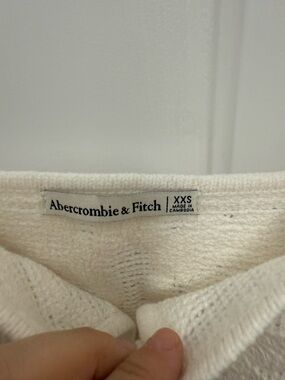 Abercrombie & Fitch | XXS
MADE IN
CAMBODIA